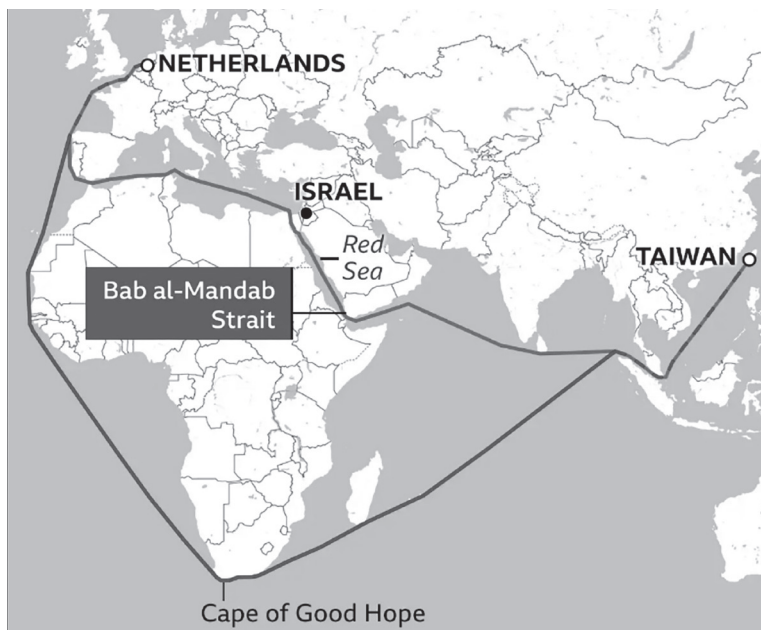 NETHERLANDS
ISRAEL
Red
Sea
TAIWAN
Bab al-Mandab
Strait
Cape of Good Hope